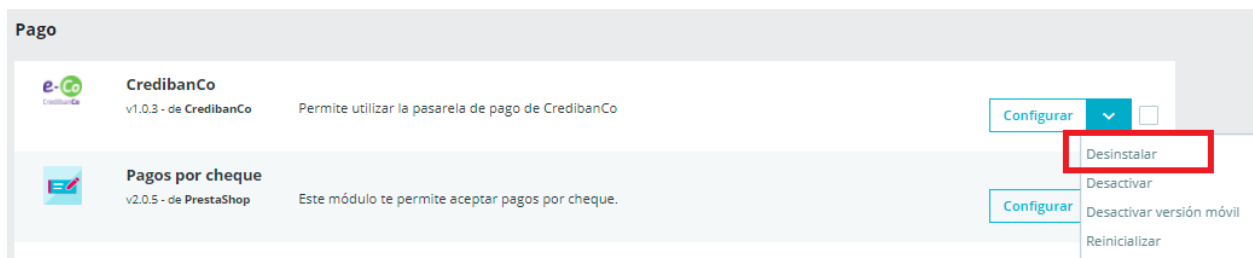 Pago
e-Co
CredibanCo
CredibanCo
v1.0.3 - de CredibanCo
Permite utilizar la pasarela de pago de CredibanCo
Configurar
Desinstalar
Desactivar
Desactivar versión móvil
Reinicializar
Pagos por cheque
v2.0.5 - de PrestaShop
Este módulo te permite aceptar pagos por cheque.
Configurar